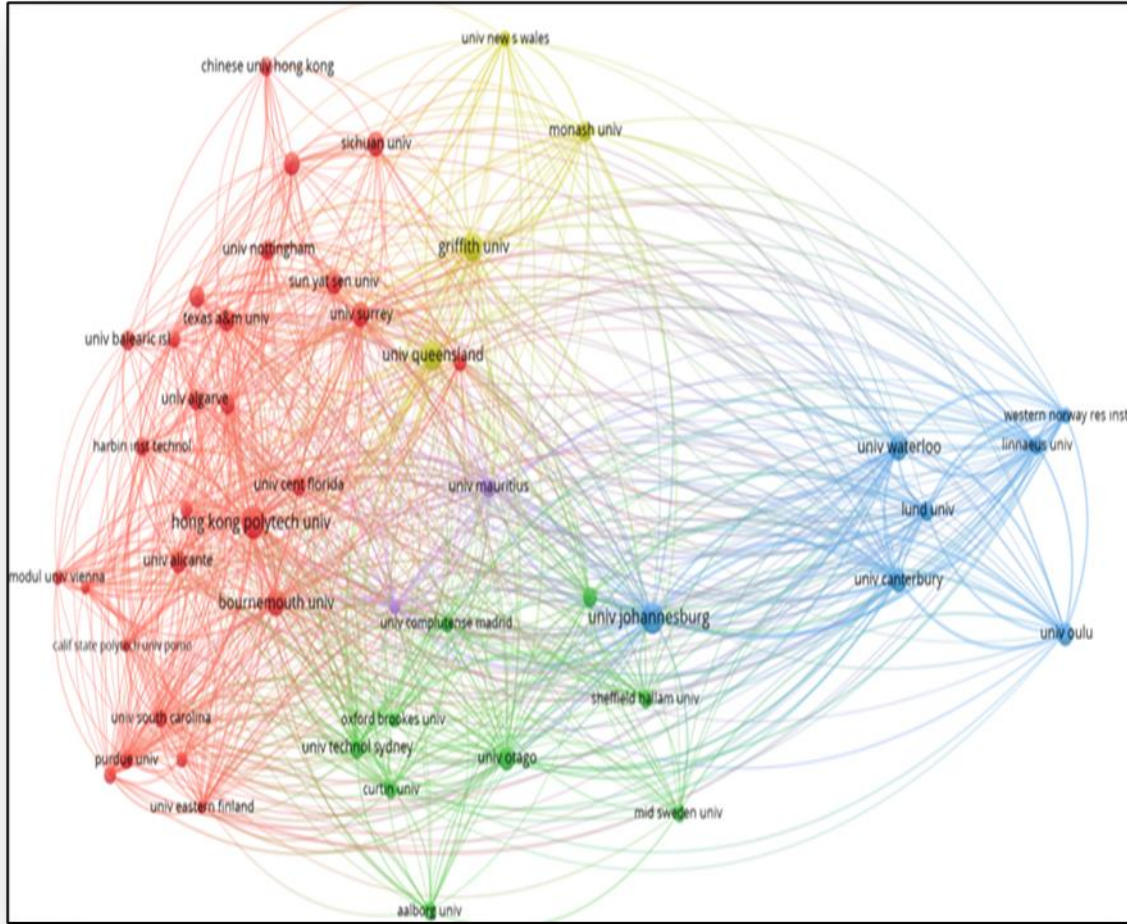 univ new s wales
chinese univ hong kong
monash univ
sichuan univ
griffith univ
univ nottingham
sun yat sen univ
univ surrey
texas a&m univ
univ balearic isl
univ queensland
univ algarve
western norway res inst
harbin inst technol
univ waterloo
linnaeus univ
univ cent florida
univ mauritius
lund univ
hong kong polytech univ
univ alicante
modul univ vienna
univ canterbury
bournemouth univ
univ johannesburg
univ complutense madrid
univ oulu
calif state polytech univ pomo
sheffield hallam univ
univ south carolina
oxford brookes univ
univ technol sydney
purdue univ
univ otago
curtin univ
univ eastern finland
mid sweden univ
aalborg univ